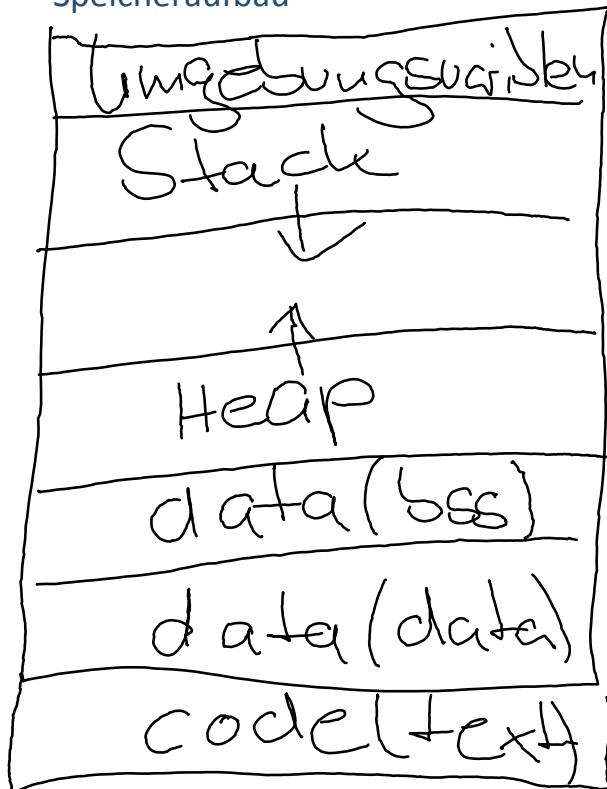 Speicheraufbau
Umgebungsvariablen
Stack
Heap
data (bss)
data (data)
code (text)